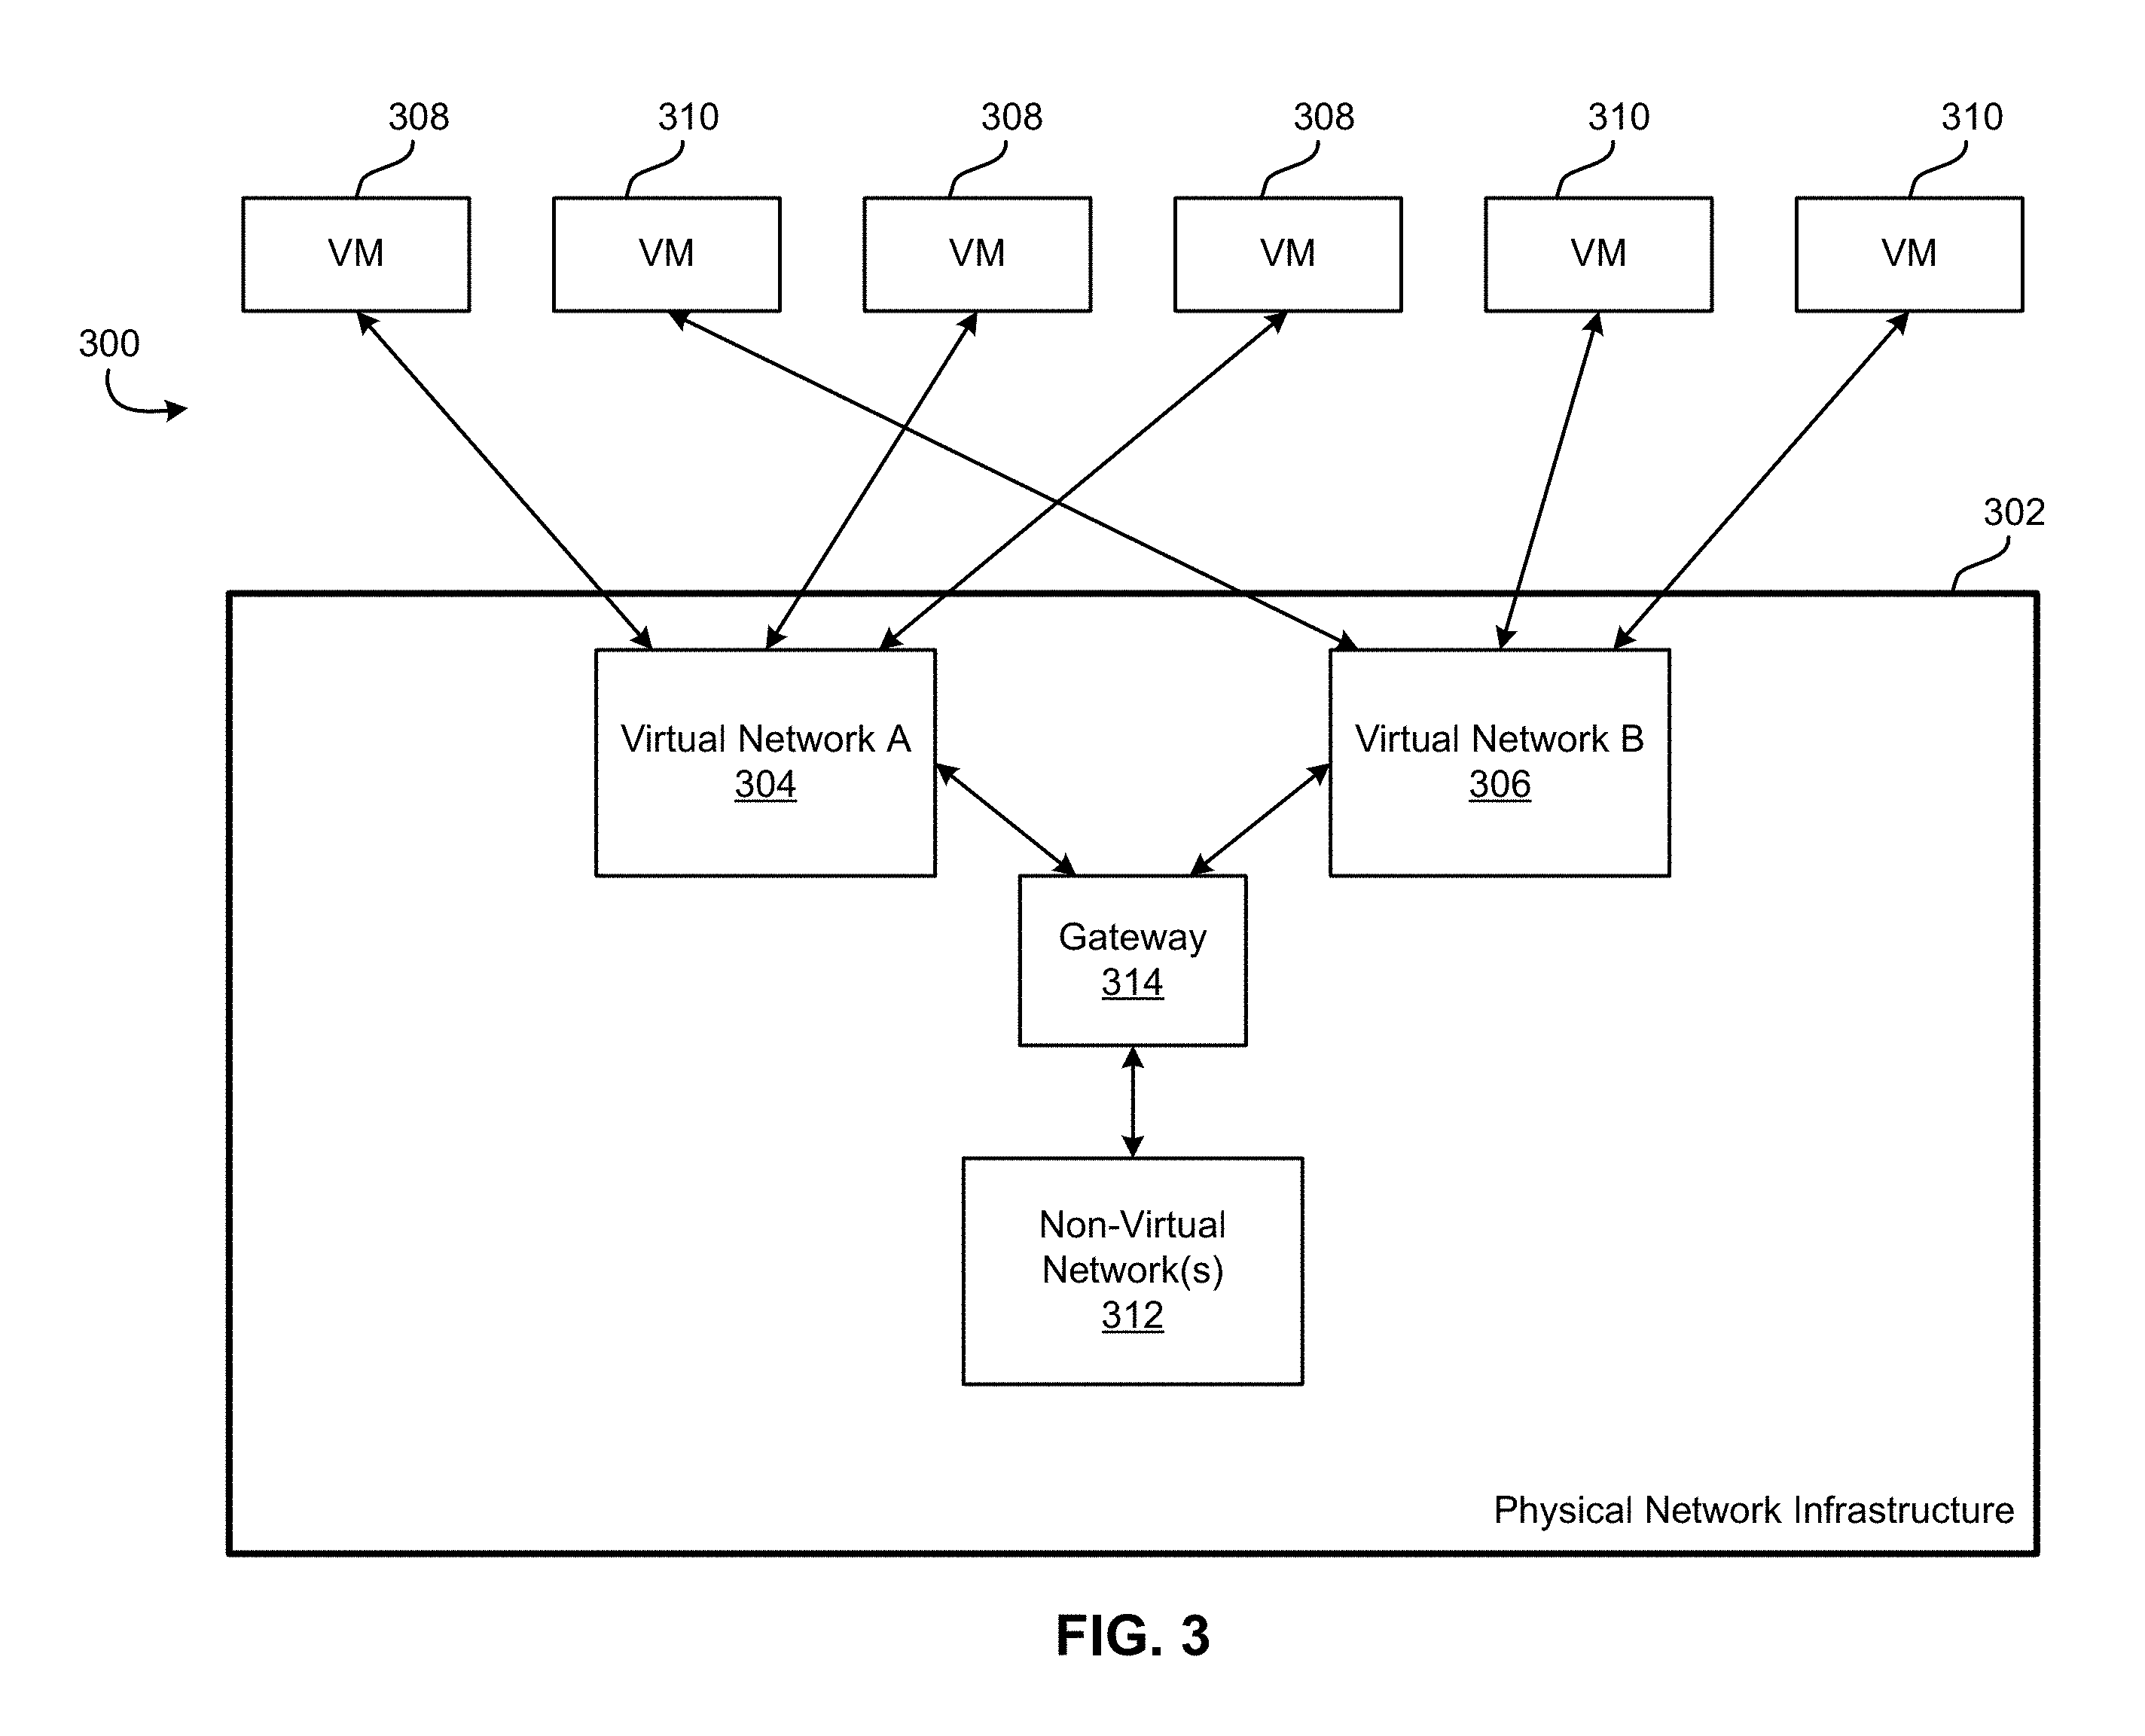 308 310 308 308 310 310
VM VM VM VM VM VM
300
302
Virtual Network A
304
Virtual Network B
306
Gateway
314
Non-Virtual
Network(s)
312
Physical Network Infrastructure
FIG. 3